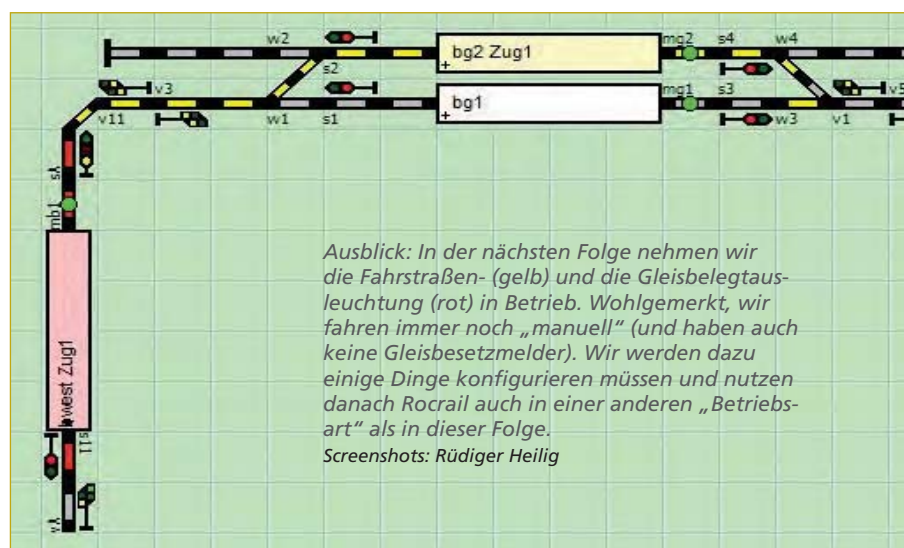 w2
s2
bg2 Zug1
+
mg2 s4 w4
v3
v11
w1 s1
bg1
+
mg1 s3
w3 v1 v5
mb1
west Zug1
s11
Ausblick: In der nächsten Folge nehmen wir
die Fahrstraßen- (gelb) und die Gleisbelegtaus-
leuchtung (rot) in Betrieb. Wohlgemerkt, wir
fahren immer noch „manuell“ (und haben auch
keine Gleisbesetzmelder). Wir werden dazu
einige Dinge konfigurieren müssen und nutzen
danach Rocrail auch in einer anderen „Betriebs-
art“ als in dieser Folge.
Screenshots: Rüdiger Heilig